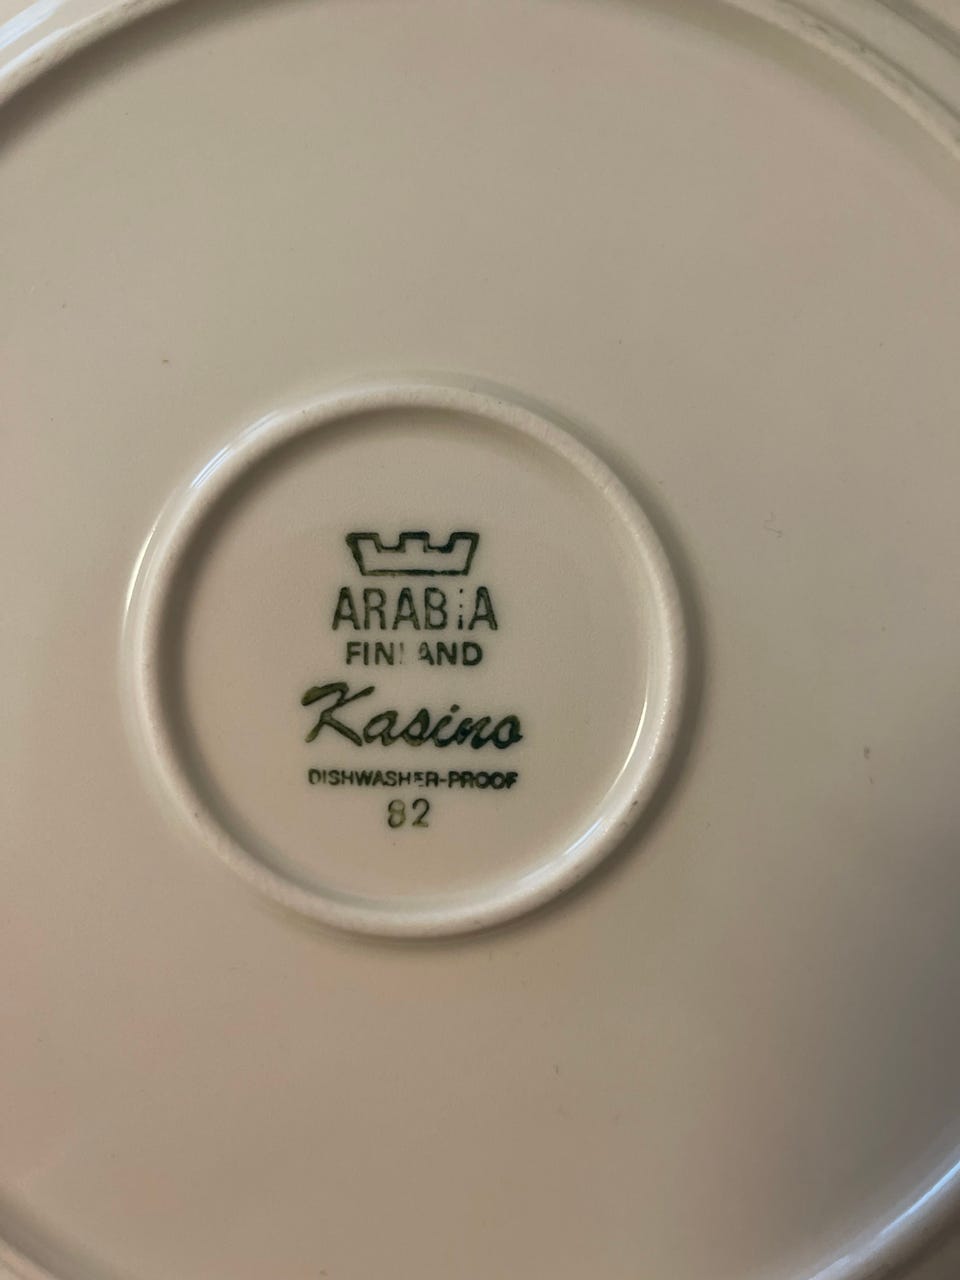 ARABIA
FINLAND
Kasino
DISHWASHER-PROOF
82